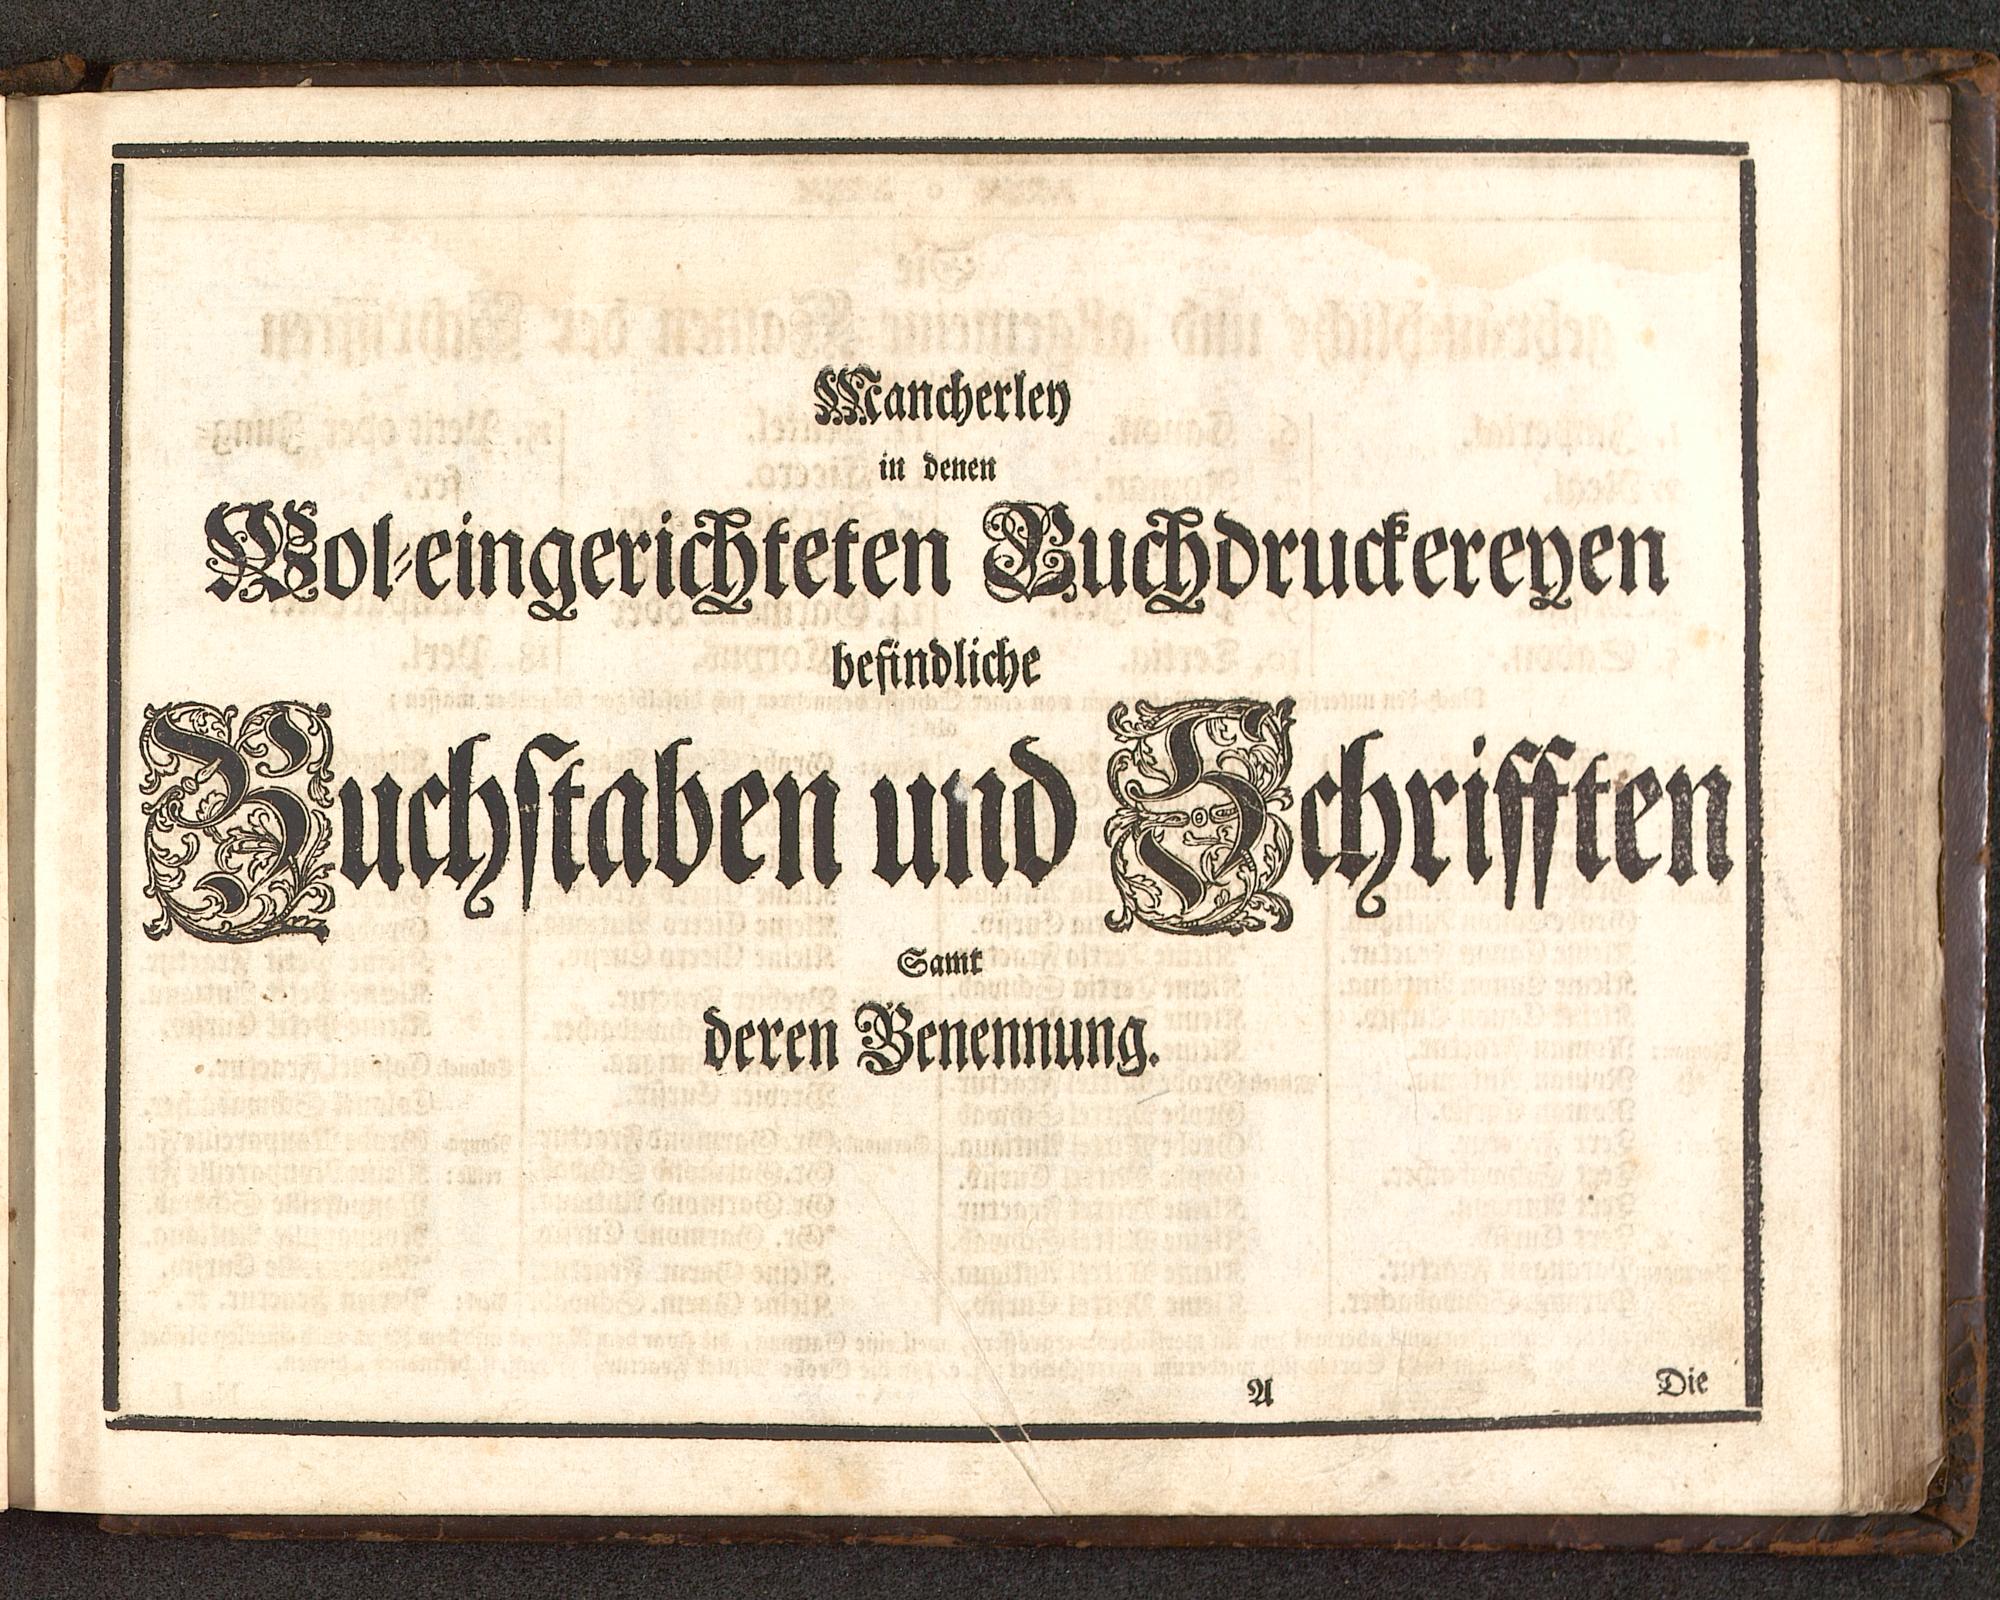 Mancherley
in denen
Wol-eingerichteten Buchdruckereyen
befindliche
Buchstaben und Schrifften
Samt
deren Benennung.
A
Die